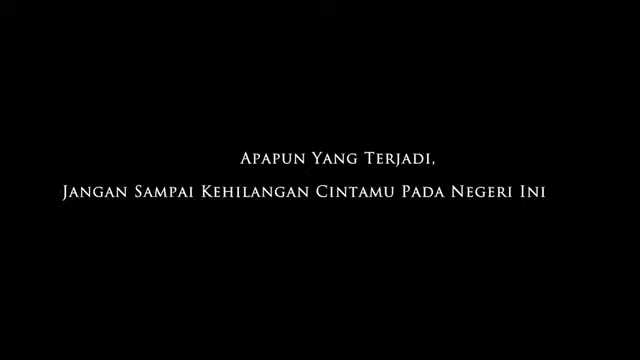 Apapun Yang Terjadi,
Jangan Sampai Kehilangan Cintamu Pada Negeri Ini